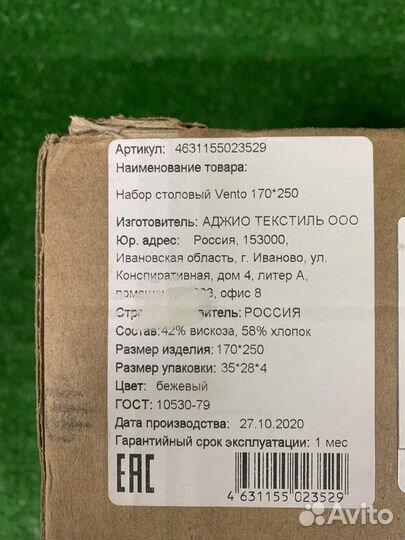 Артикул: 4631155023529
Наименование товара:
Набор столовый Vento 170*250
Изготовитель: АДЖИО ТЕКСТИЛЬ ООО
Юр. адрес: Россия, 153000,
Ивановская область, г. Иваново, ул.
Конспиративная, дом 4, литер А,
офис 8
РОССИЯ
Состав: 42% вискоза, 58% хлопок
Размер изделия: 170*250
Размер упаковки: 35*28*4
Цвет: бежевый
ГОСТ: 10530-79
Дата производства: 27.10.2020
Гарантийный срок эксплуатации: 1 мес
EAC
4 631155 023529
Avito